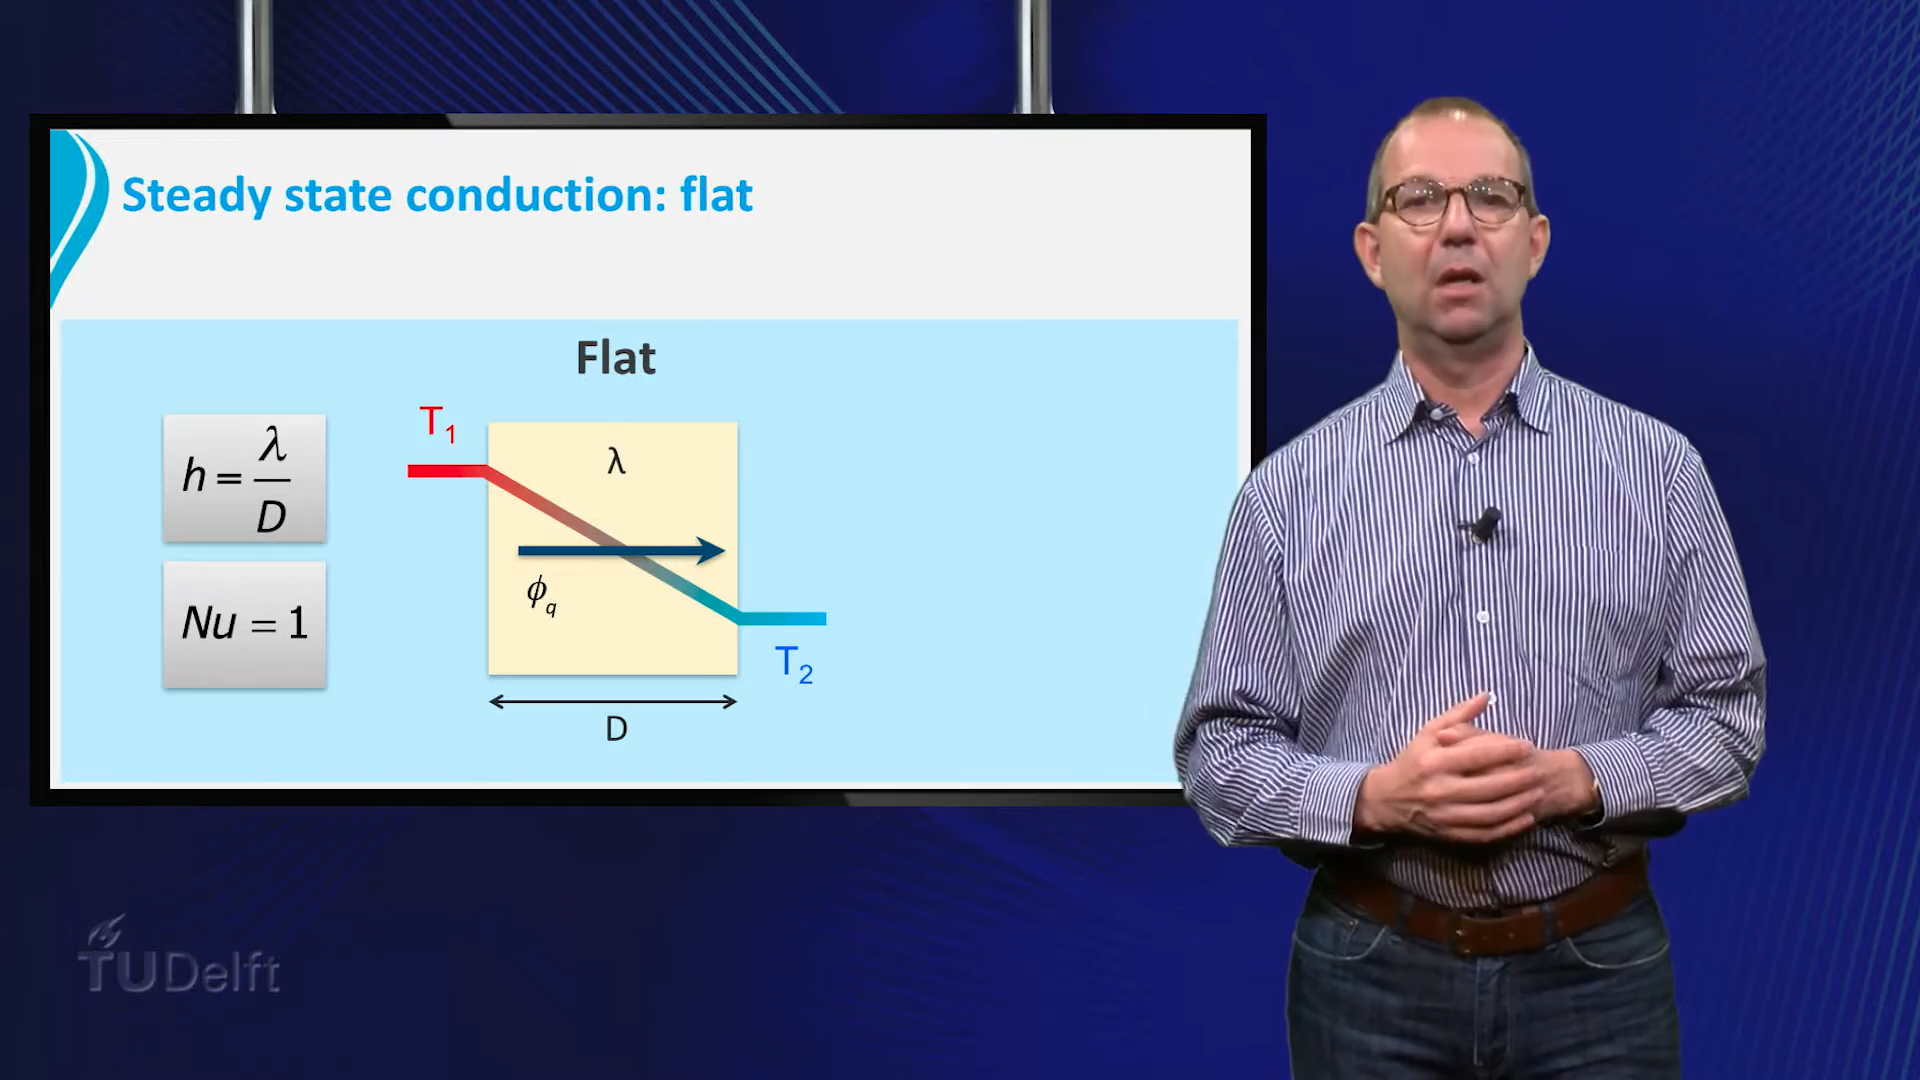 Steady state conduction: flat
Flat
T₁
λ
h = λ/D
ϕq
Nu = 1
T₂
D
TUDelft